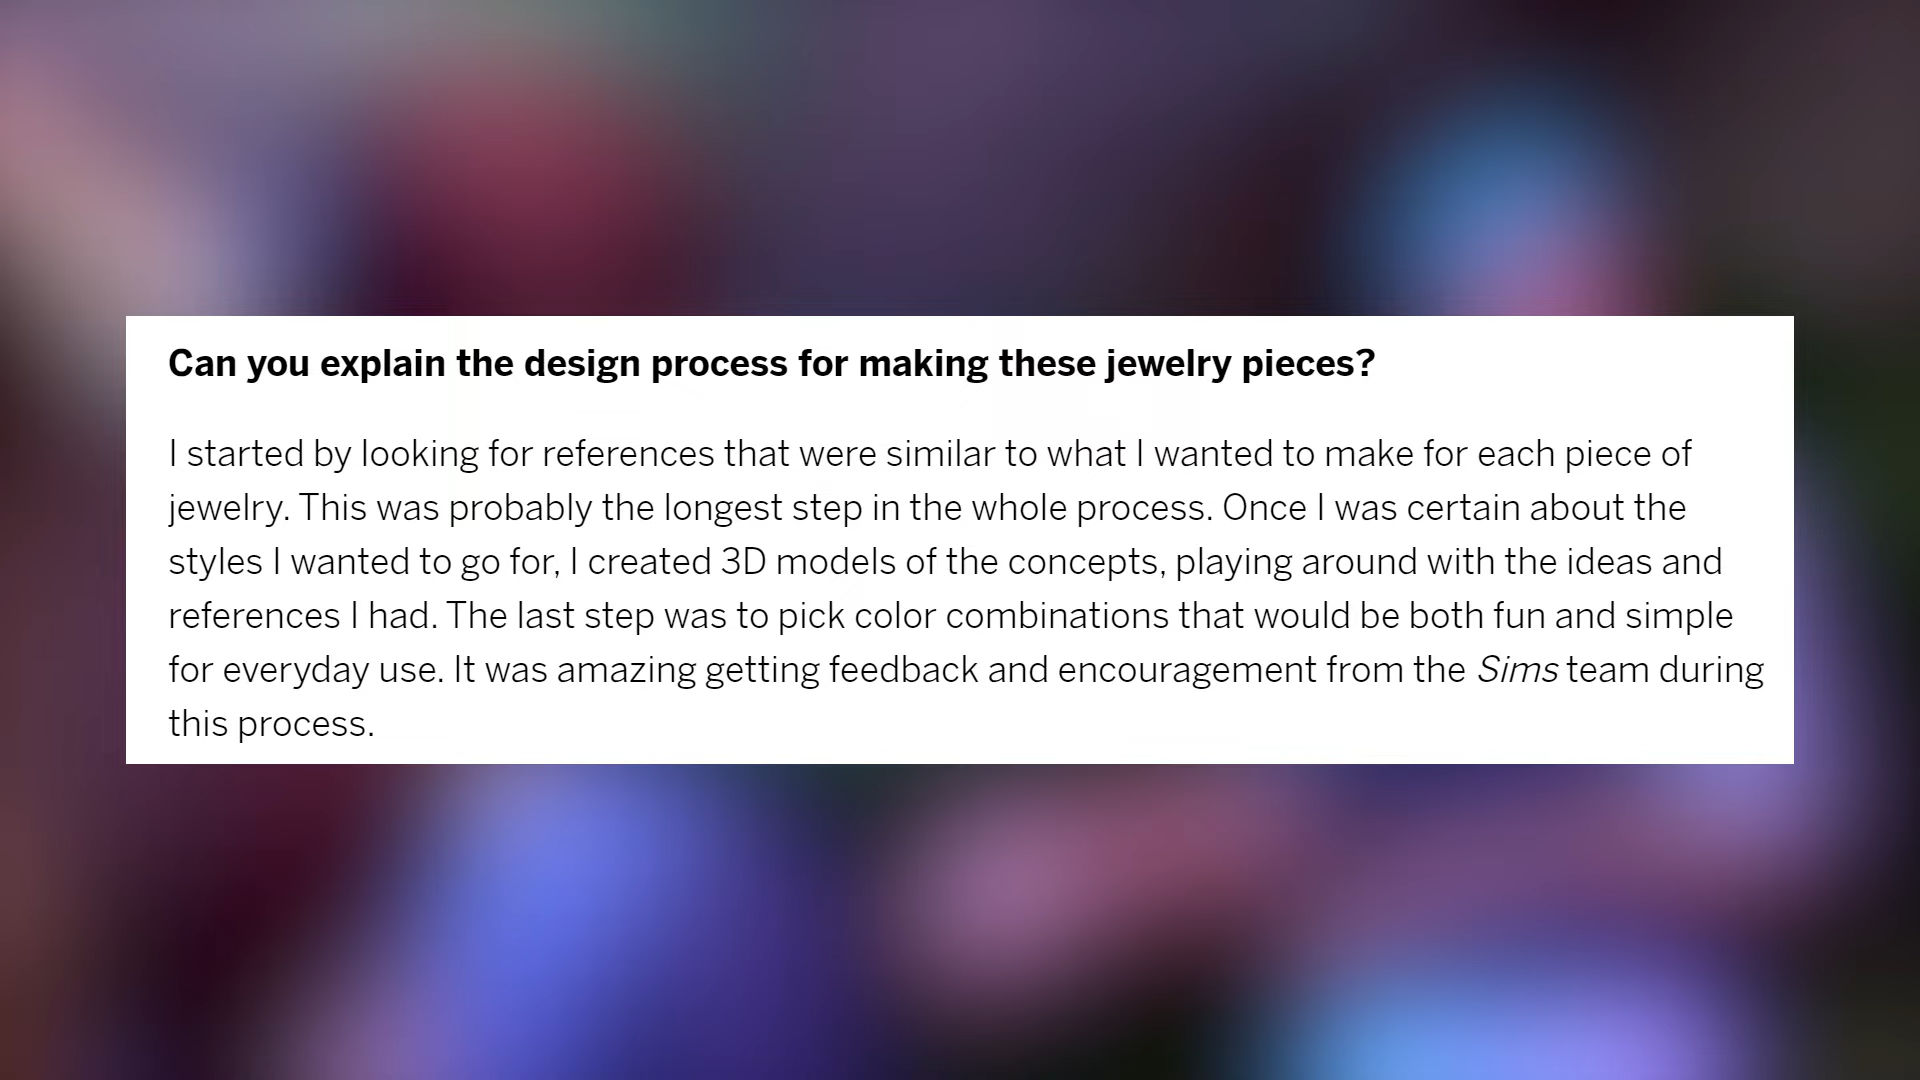 Can you explain the design process for making these jewelry pieces?
I started by looking for references that were similar to what I wanted to make for each piece of
jewelry. This was probably the longest step in the whole process. Once I was certain about the
styles I wanted to go for, I created 3D models of the concepts, playing around with the ideas and
references I had. The last step was to pick color combinations that would be both fun and simple
for everyday use. It was amazing getting feedback and encouragement from the Sims team during
this process.